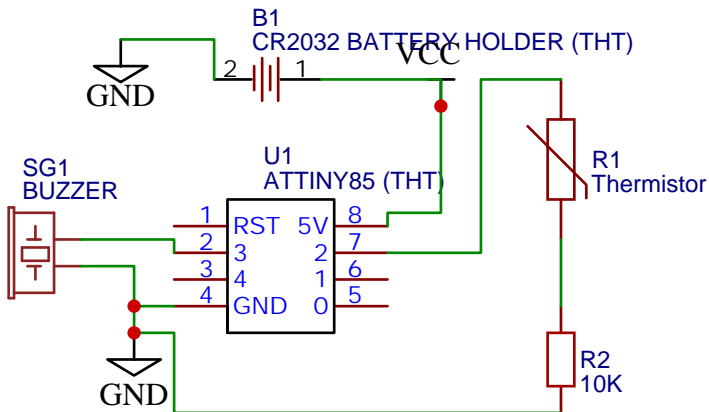 B1
CR2032 BATTERY HOLDER (THT)
VCC
2 1
GND
U1
ATTINY85 (THT)
SG1
BUZZER
R1
Thermistor
1 RST 5V 8
2 3 2 7
3 4 1 6
4 GND 0 5
GND
R2
10K